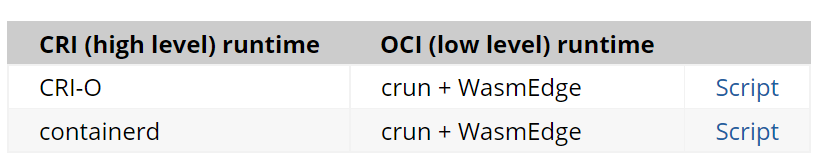 CRI (high level) runtime OCI (low level) runtime
CRI-O crun + WasmEdge Script
containerd crun + WasmEdge Script